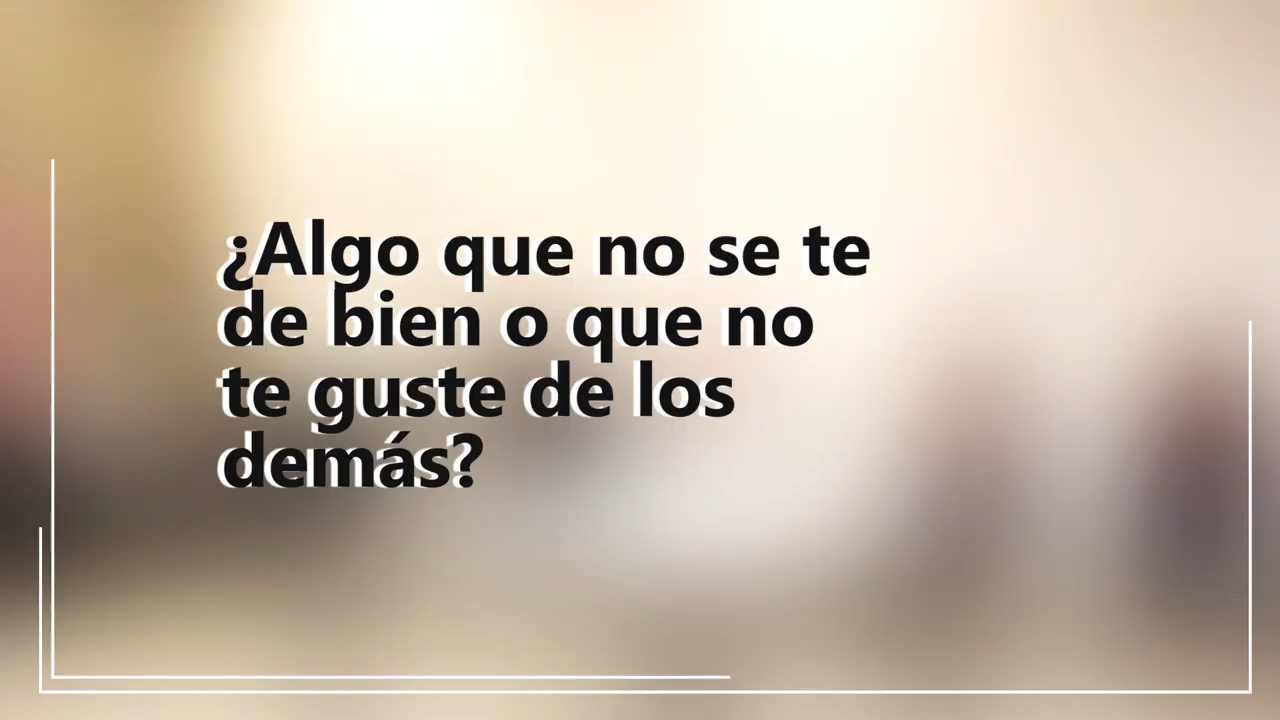 ¿Algo que no se te
de bien o que no
te guste de los
demás?